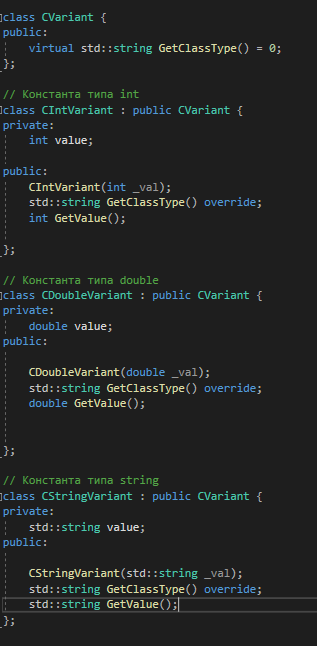 class CVariant {
public:
    virtual std::string GetClassType() = 0;
};
// Константа типа int
class CIntVariant : public CVariant {
private:
    int value;
public:
    CIntVariant(int _val);
    std::string GetClassType() override;
    int GetValue();
};
// Константа типа double
class CDoubleVariant : public CVariant {
private:
    double value;
public:
    CDoubleVariant(double _val);
    std::string GetClassType() override;
    double GetValue();
};
// Константа типа string
class CStringVariant : public CVariant {
private:
    std::string value;
public:
    CStringVariant(std::string _val);
    std::string GetClassType() override;
    std::string GetValue();
};